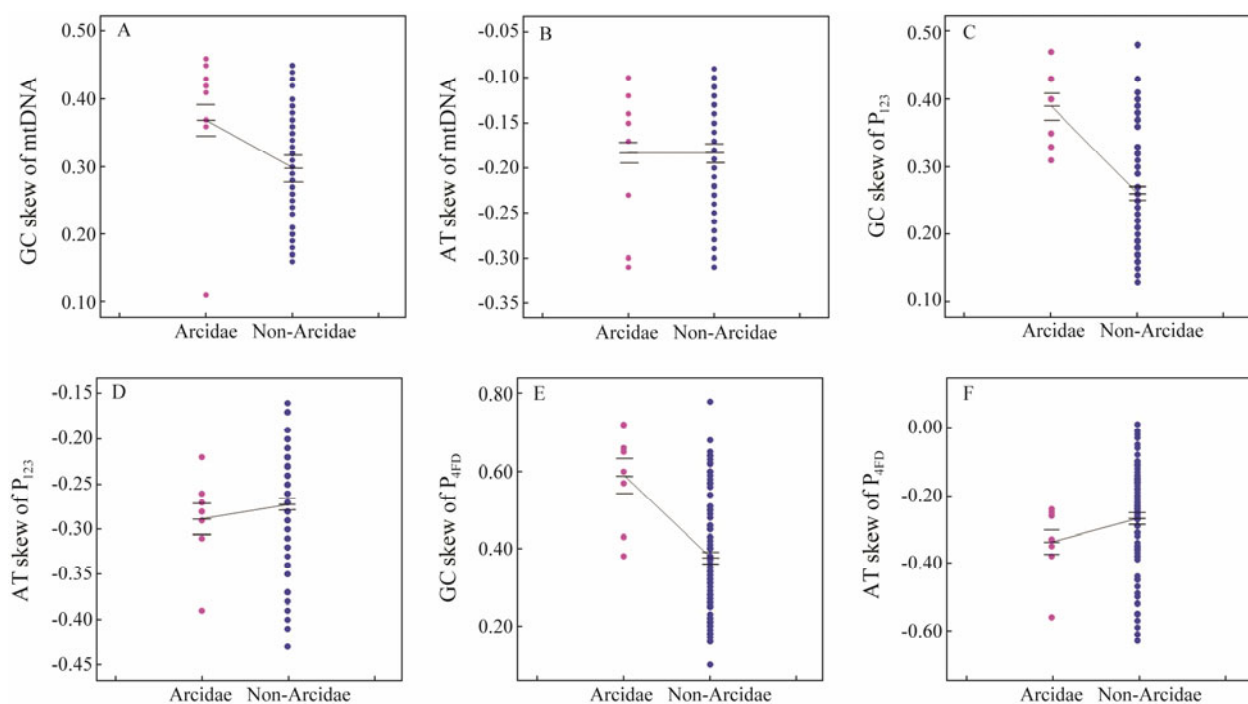 A
GC skew of mtDNA
0.50
0.40
0.30
0.20
0.10
Arcidae
Non-Arcidae
B
AT skew of mtDNA
-0.05
-0.10
-0.15
-0.20
-0.25
-0.30
-0.35
Arcidae
Non-Arcidae
C
GC skew of P123
0.50
0.40
0.30
0.20
0.10
Arcidae
Non-Arcidae
D
AT skew of P123
-0.15
-0.20
-0.25
-0.30
-0.35
-0.40
-0.45
Arcidae
Non-Arcidae
E
GC skew of P4FD
0.80
0.60
0.40
0.20
Arcidae
Non-Arcidae
F
AT skew of P4FD
0.00
-0.20
-0.40
-0.60
Arcidae
Non-Arcidae